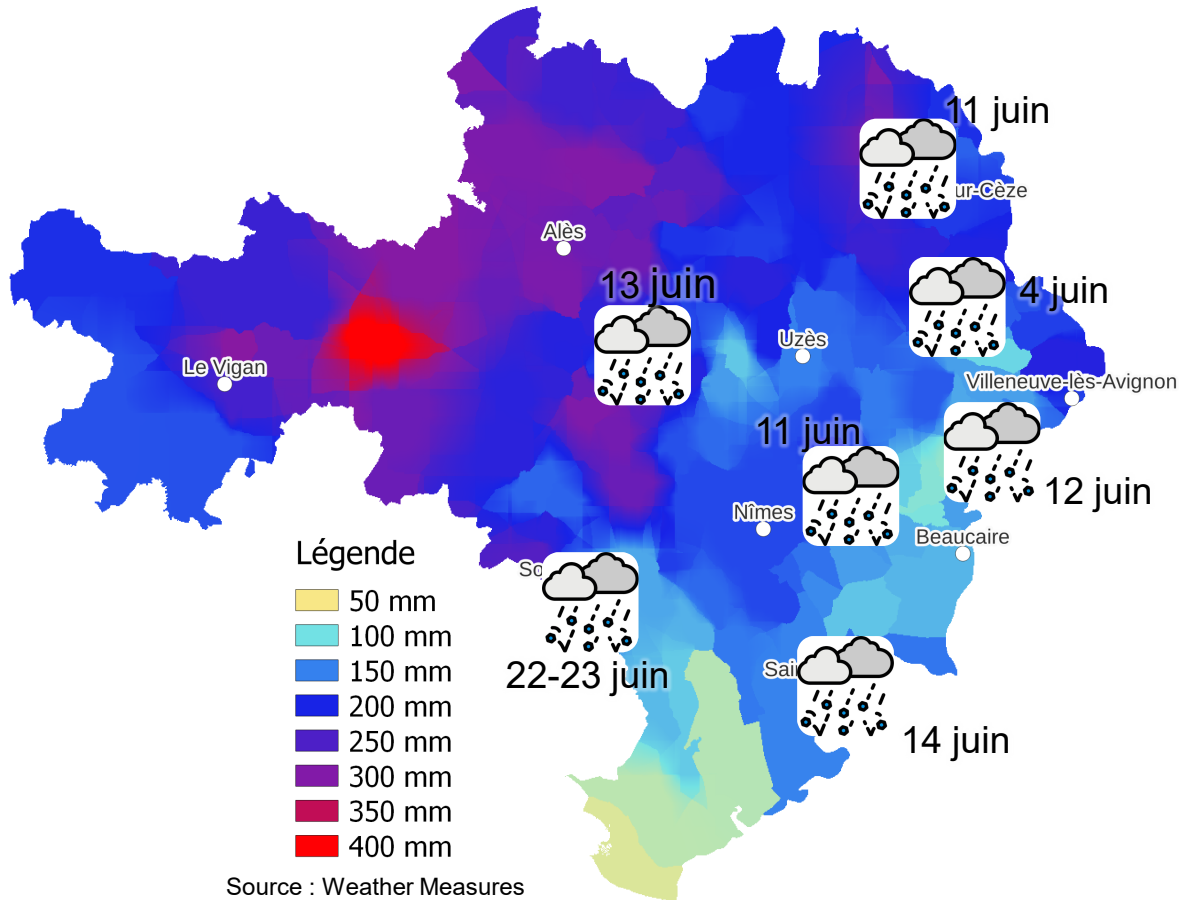 11 juin
ur-Cèze
Alès
13 juin
4 juin
Uzès
Le Vigan
Villeneuve-lès-Avignon
11 juin
12 juin
Nîmes
Beaucaire
Légende
50 mm
100 mm
150 mm
200 mm
250 mm
300 mm
350 mm
400 mm
22-23 juin
14 juin
Source : Weather Measures